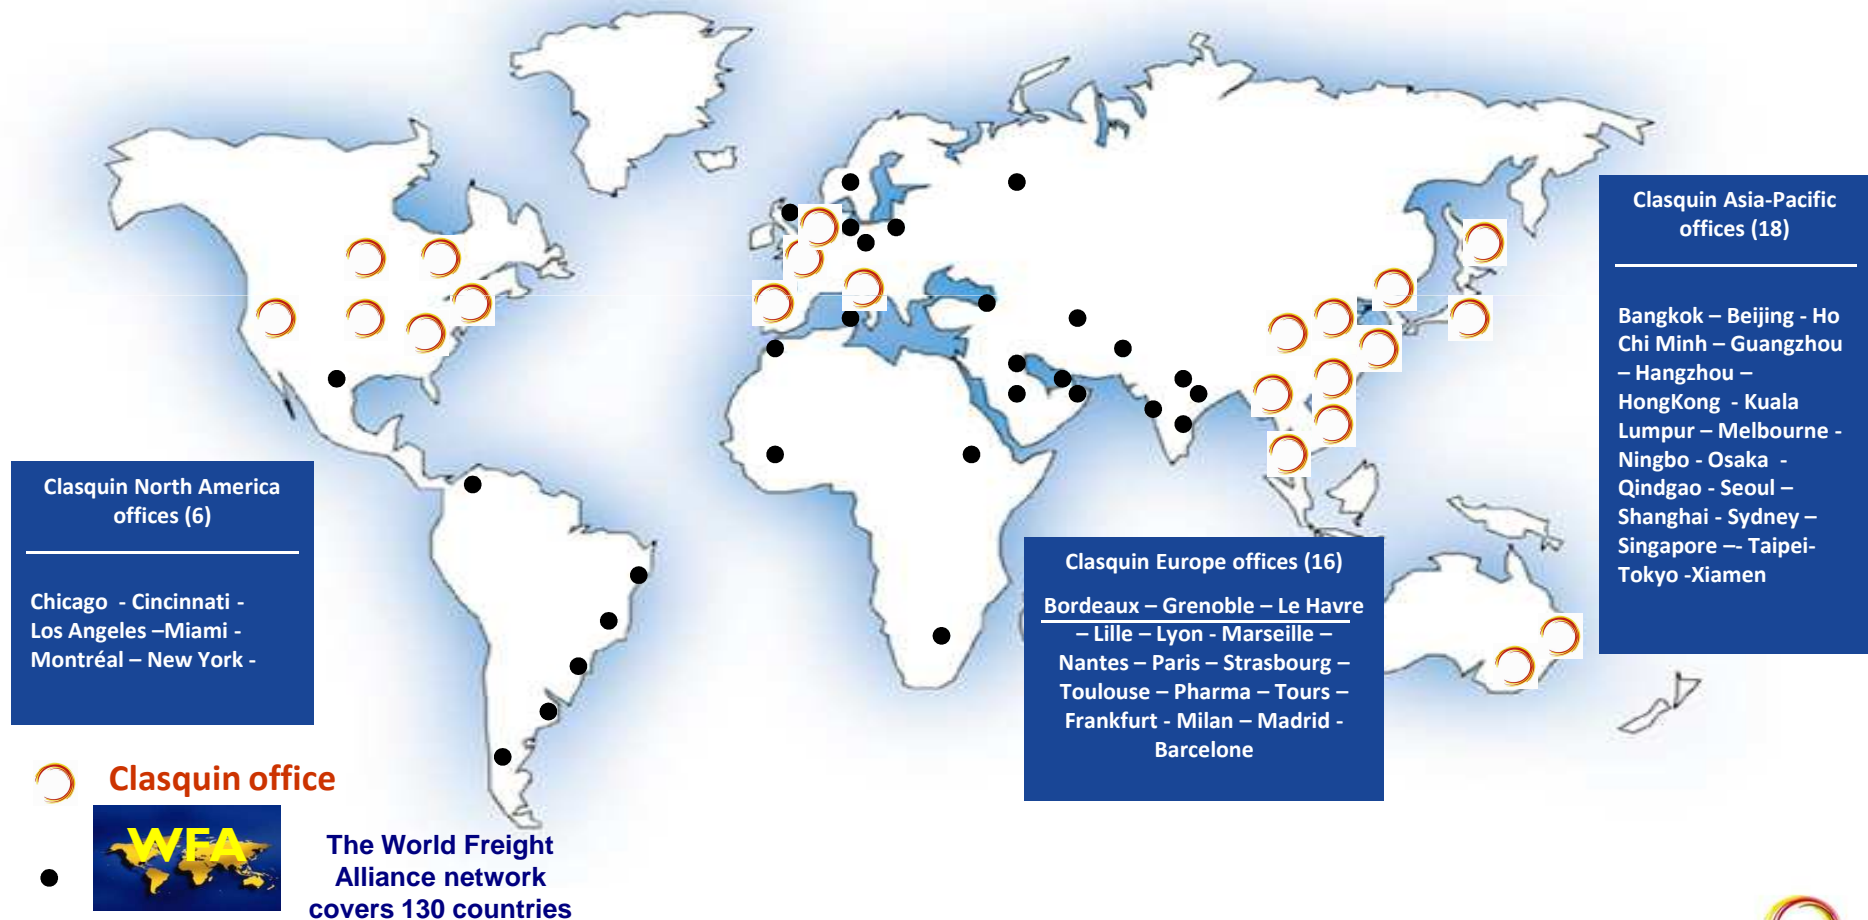 Clasquin Asia-Pacific
offices (18)
Bangkok – Beijing - Ho
Chi Minh – Guangzhou
– Hangzhou –
HongKong - Kuala
Lumpur – Melbourne -
Ningbo - Osaka -
Qindgao - Seoul –
Shanghai - Sydney –
Singapore –- Taipei-
Tokyo -Xiamen
Clasquin North America
offices (6)
Chicago - Cincinnati -
Los Angeles –Miami -
Montréal – New York -
Clasquin Europe offices (16)
Bordeaux – Grenoble – Le Havre
– Lille – Lyon - Marseille –
Nantes – Paris – Strasbourg –
Toulouse – Pharma – Tours –
Frankfurt - Milan – Madrid -
Barcelone
Clasquin office
WFA
The World Freight
Alliance network
covers 130 countries